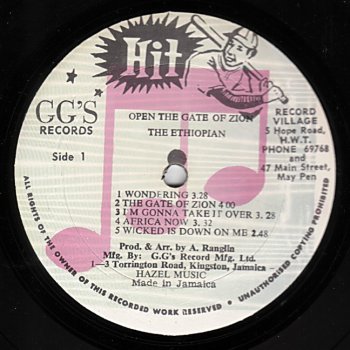 Hit
GG'S
RECORDS
Side 1
OPEN THE GATE OF ZION
THE ETHIOPIAN
RECORD
VILLAGE
5 Hope Road,
H.W.T.
PHONE 69768
and
47 Main Street,
May Pen
1 WONDERING 3.28
2 THE GATE OF ZION 4 00
3 I M GONNA TAKE IT OVER 3. 28
4 AFRICA NOW 3. 32
5 WICKED IS DOWN ON ME 2.48
Prod. & Arr. by A. Ranglin
Mfg. By: G.G's Record Mfg. Ltd.
1—3 Torrington Road, Kingston, Jamaica
HAZEL MUSIC
Made in Jamaica
ALL RIGHTS OF THE OWNER OF THIS RECORDED WORK RESERVED • UNAUTHORISED COPYING PROHIBITED